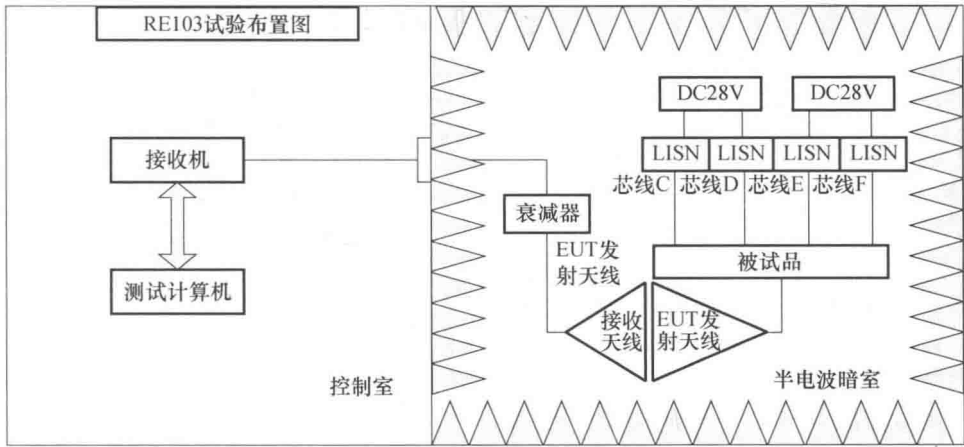 RE103试验布置图
DC28V
DC28V
接收机
LISN
LISN
LISN
LISN
芯线C
芯线D
芯线E
芯线F
衰减器
EUT发
射天线
被试品
测试计算机
接收
天线
EUT发
射天线
控制室
半电波暗室